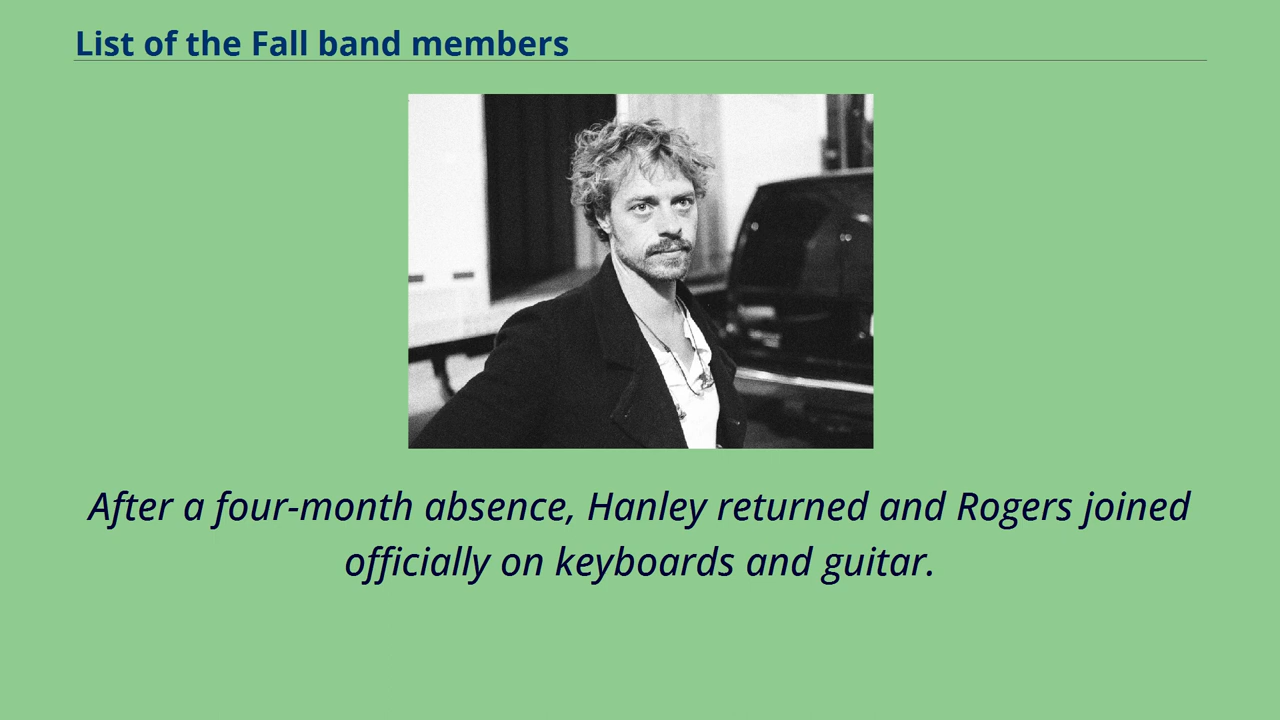 List of the Fall band members
After a four-month absence, Hanley returned and Rogers joined
officially on keyboards and guitar.